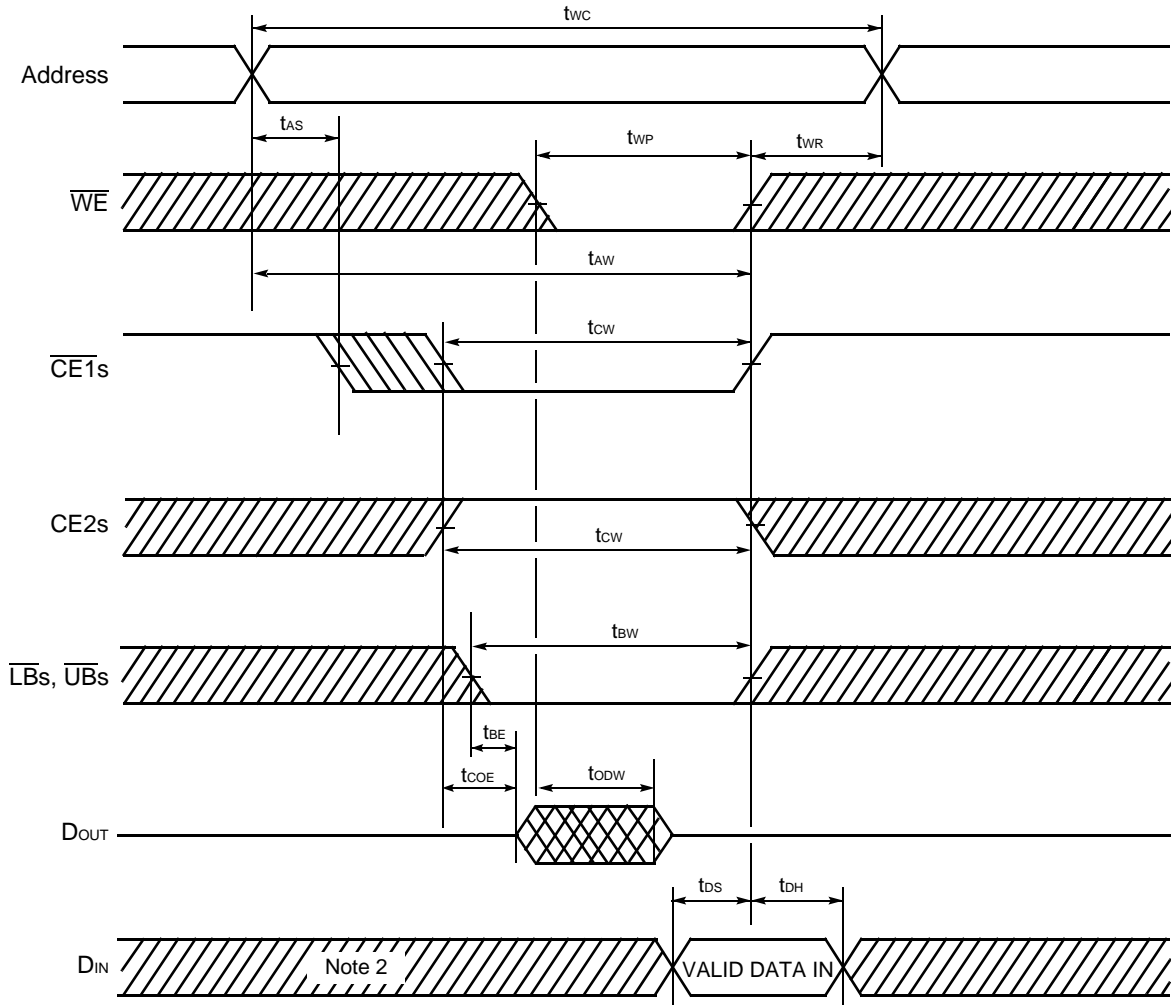 tWC
Address
tAS
tWP
tWR
WE
tAW
tCW
CE1s
CE2s
tCW
tBW
LBs, UBs
tBE
tCOE
tODW
DOUT
tDS
tDH
DIN
Note 2
VALID DATA IN